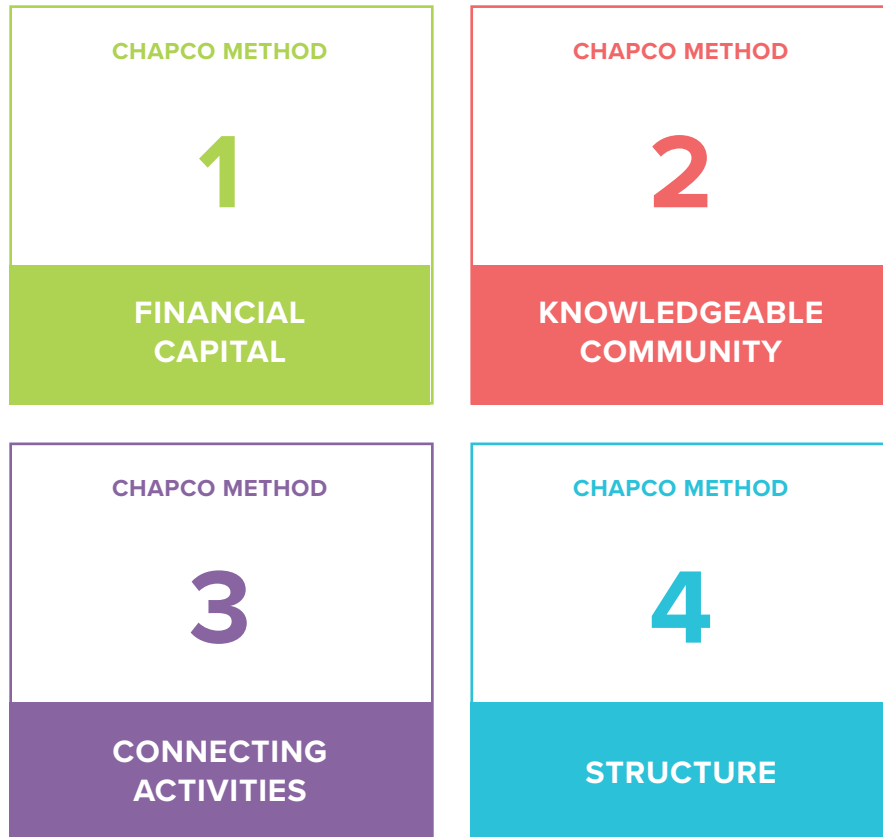 CHAPCO METHOD
1
FINANCIAL
CAPITAL
CHAPCO METHOD
2
KNOWLEDGEABLE
COMMUNITY
CHAPCO METHOD
3
CONNECTING
ACTIVITIES
CHAPCO METHOD
4
STRUCTURE